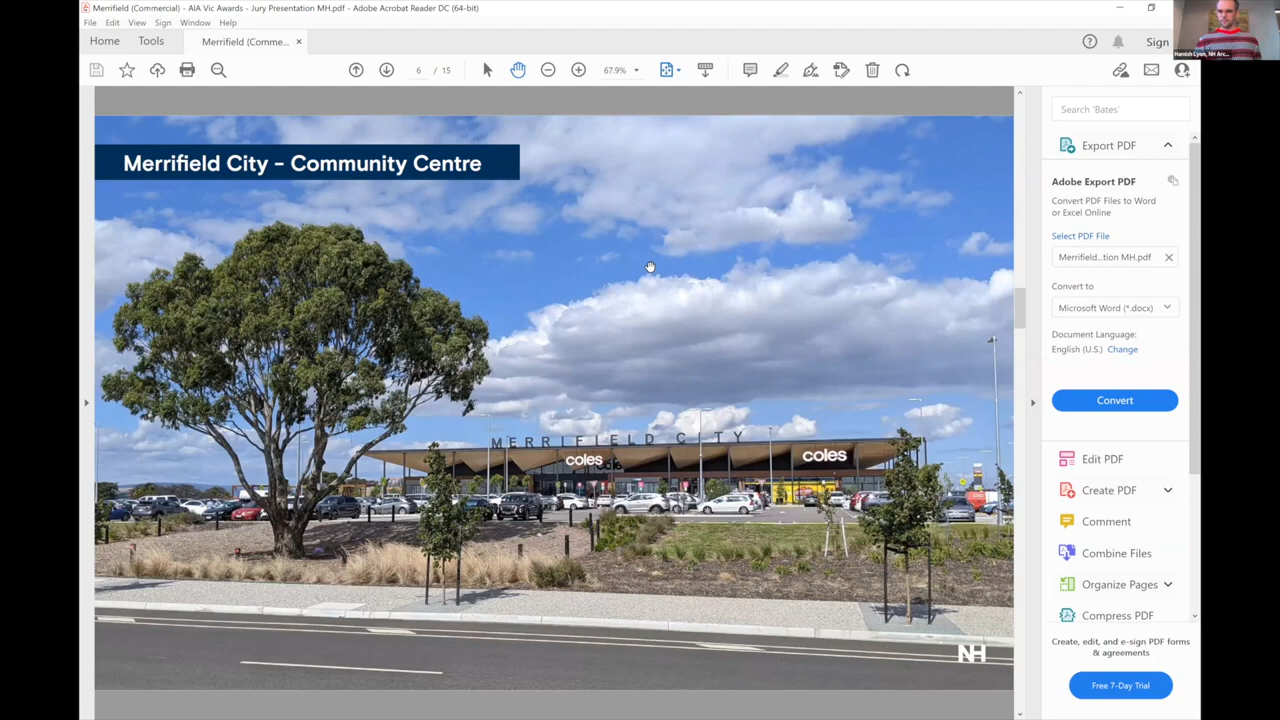 Merrifield (Commercial) - AIA Vic Awards - Jury Presentation MH.pdf - Adobe Acrobat Reader DC (64-bit)
File Edit View Sign Window Help
Home Tools Merrifield (Comme... × Sign
6 / 15 67.9%
Hamish Lyon, NH Arc...
Merrifield City – Community Centre
MERRIFIELD CITY
coles
coles
NH
Search 'Bates'
Export PDF
Adobe Export PDF
Convert PDF Files to Word
or Excel Online
Select PDF File
Merrifield...tion MH.pdf
Convert to
Microsoft Word (*.docx)
Document Language:
English (U.S.) Change
Convert
Edit PDF
Create PDF
Comment
Combine Files
Organize Pages
Compress PDF
Create, edit, and e-sign PDF forms
& agreements
Free 7-Day Trial